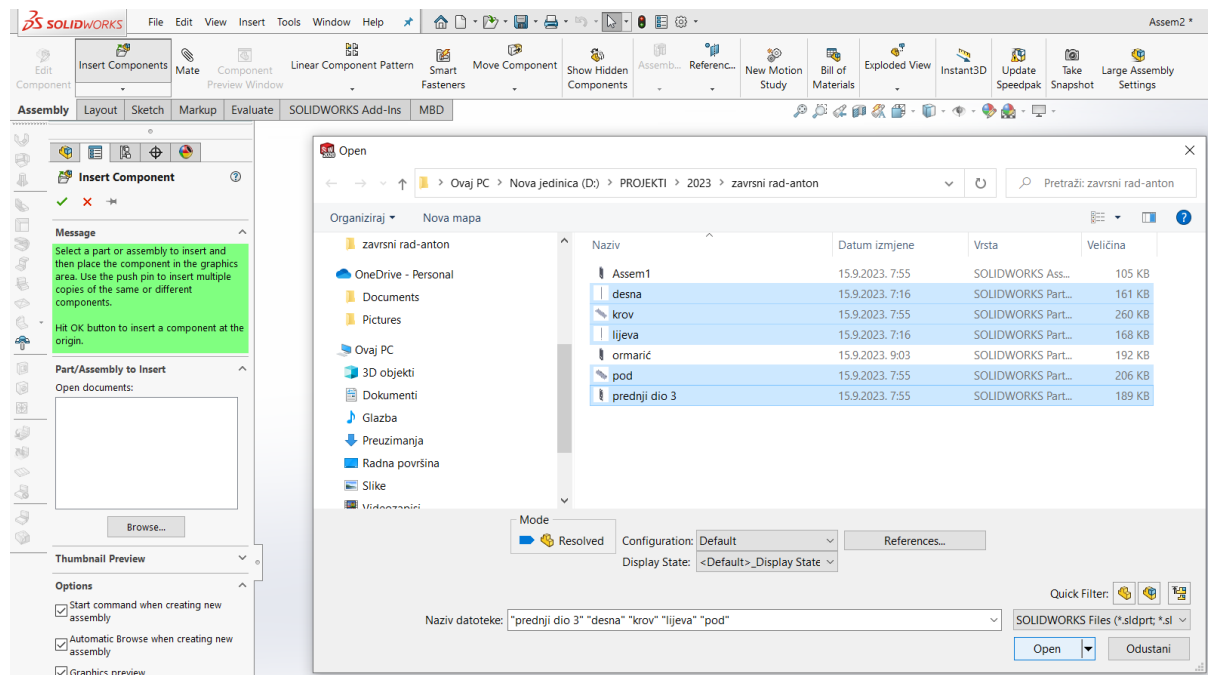 SOLIDWORKS File Edit View Insert Tools Window Help Assem2 *
Edit Component Insert Components Mate Component Preview Window Linear Component Pattern Smart Fasteners Move Component Show Hidden Components Assemb... Referenc... New Motion Study Bill of Materials Exploded View Instant3D Update Speedpak Take Snapshot Large Assembly Settings
Assembly Layout Sketch Markup Evaluate SOLIDWORKS Add-Ins MBD
Insert Component
Message
Select a part or assembly to insert and
then place the component in the graphics
area. Use the push pin to insert multiple
copies of the same or different
components.
Hit OK button to insert a component at the
origin.
Part/Assembly to Insert
Open documents:
Browse...
Thumbnail Preview
Options
Start command when creating new
assembly
Automatic Browse when creating new
assembly
Graphics preview
Open
Ovaj PC > Nova jedinica (D:) > PROJEKTI > 2023 > zavrsni rad-anton
Pretraži: zavrsni rad-anton
Organiziraj Nova mapa
zavrsni rad-anton
OneDrive - Personal
Documents
Pictures
Ovaj PC
3D objekti
Dokumenti
Glazba
Preuzimanja
Radna površina
Slike
Videozapisi
Naziv Datum izmjene Vrsta Veličina
Assem1 15.9.2023. 7:55 SOLIDWORKS Ass... 105 KB
desna 15.9.2023. 7:16 SOLIDWORKS Part... 161 KB
krov 15.9.2023. 7:55 SOLIDWORKS Part... 260 KB
lijeva 15.9.2023. 7:16 SOLIDWORKS Part... 168 KB
ormarić 15.9.2023. 9:03 SOLIDWORKS Part... 192 KB
pod 15.9.2023. 7:55 SOLIDWORKS Part... 206 KB
prednji dio 3 15.9.2023. 7:55 SOLIDWORKS Part... 189 KB
Mode
Resolved
Configuration: Default
References...
Display State: <Default>_Display State
Quick Filter:
Naziv datoteke: "prednji dio 3" "desna" "krov" "lijeva" "pod"
SOLIDWORKS Files (*.sldprt; *.sl
Open Odustani